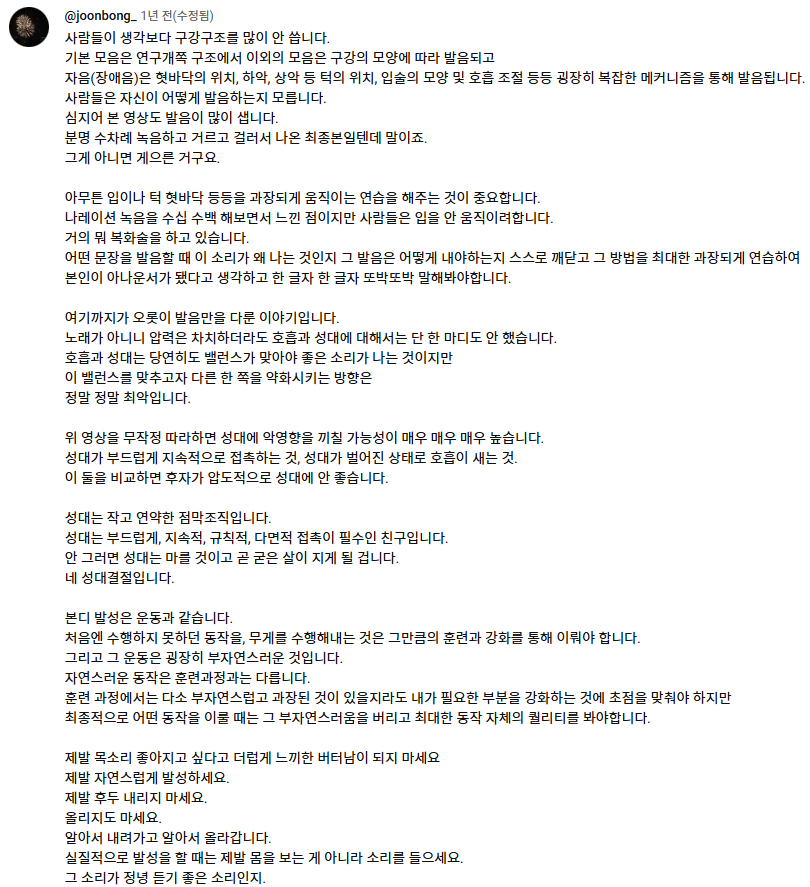 @joonbong_ 1년 전(수정됨)
사람들이 생각보다 구강구조를 많이 안 씁니다.
기본 모음은 연구개쪽 구조에서 이외의 모음은 구강의 모양에 따라 발음되고
자음(장애음)은 혓바닥의 위치, 하악, 상악 등 턱의 위치, 입술의 모양 및 호흡 조절 등등 굉장히 복잡한 메커니즘을 통해 발음됩니다.
사람들은 자신이 어떻게 발음하는지 모릅니다.
심지어 본 영상도 발음이 많이 샙니다.
분명 수차례 녹음하고 거르고 걸러서 나온 최종본일텐데 말이죠.
그게 아니면 게으른 거구요.
아무튼 입이나 턱 혓바닥 등등을 과장되게 움직이는 연습을 해주는 것이 중요합니다.
나레이션 녹음을 수십 수백 해보면서 느낀 점이지만 사람들은 입을 안 움직이려합니다.
거의 뭐 복화술을 하고 있습니다.
어떤 문장을 발음할 때 이 소리가 왜 나는 것인지 그 발음은 어떻게 내야하는지 스스로 깨닫고 그 방법을 최대한 과장되게 연습하여
본인이 아나운서가 됐다고 생각하고 한 글자 한 글자 또박또박 말해봐야합니다.
여기까지가 오롯이 발음만을 다룬 이야기입니다.
노래가 아니니 압력은 차치하더라도 호흡과 성대에 대해서는 단 한 마디도 안 했습니다.
호흡과 성대는 당연히도 밸런스가 맞아야 좋은 소리가 나는 것이지만
이 밸런스를 맞추고자 다른 한 쪽을 약화시키는 방향은
정말 정말 최악입니다.
위 영상을 무작정 따라하면 성대에 악영향을 끼칠 가능성이 매우 매우 매우 높습니다.
성대가 부드럽게 지속적으로 접촉하는 것, 성대가 벌어진 상태로 호흡이 새는 것.
이 둘을 비교하면 후자가 압도적으로 성대에 안 좋습니다.
성대는 작고 연약한 점막조직입니다.
성대는 부드럽게, 지속적, 규칙적, 다면적 접촉이 필수인 친구입니다.
안 그러면 성대는 마를 것이고 곧 굳은 살이 지게 될 겁니다.
네 성대결절입니다.
본디 발성은 운동과 같습니다.
처음엔 수행하지 못하던 동작을, 무게를 수행해내는 것은 그만큼의 훈련과 강화를 통해 이뤄야 합니다.
그리고 그 운동은 굉장히 부자연스러운 것입니다.
자연스러운 동작은 훈련과정과는 다릅니다.
훈련 과정에서는 다소 부자연스럽고 과장된 것이 있을지라도 내가 필요한 부분을 강화하는 것에 초점을 맞춰야 하지만
최종적으로 어떤 동작을 이룰 때는 그 부자연스러움을 버리고 최대한 동작 자체의 퀄리티를 봐야합니다.
제발 목소리 좋아지고 싶다고 더럽게 느끼한 버터남이 되지 마세요
제발 자연스럽게 발성하세요.
제발 후두 내리지 마세요.
올리지도 마세요.
알아서 내려가고 알아서 올라갑니다.
실질적으로 발성을 할 때는 제발 몸을 보는 게 아니라 소리를 들으세요.
그 소리가 정녕 듣기 좋은 소리인지.